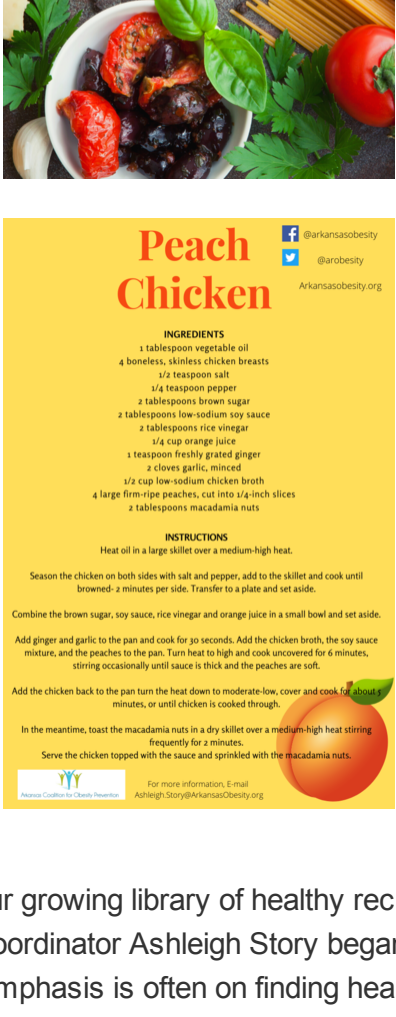 Peach
Chicken
@arkansasobesity
@arobesity
Arkansasobesity.org
INGREDIENTS
1 tablespoon vegetable oil
4 boneless, skinless chicken breasts
1/2 teaspoon salt
1/4 teaspoon pepper
2 tablespoons brown sugar
2 tablespoons low-sodium soy sauce
2 tablespoons rice vinegar
1/4 cup orange juice
1 teaspoon freshly grated ginger
2 cloves garlic, minced
1/2 cup low-sodium chicken broth
4 large firm-ripe peaches, cut into 1/4-inch slices
2 tablespoons macadamia nuts
INSTRUCTIONS
Heat oil in a large skillet over a medium-high heat.
Season the chicken on both sides with salt and pepper, add to the skillet and cook until
browned- 2 minutes per side. Transfer to a plate and set aside.
Combine the brown sugar, soy sauce, rice vinegar and orange juice in a small bowl and set aside.
Add ginger and garlic to the pan and cook for 30 seconds. Add the chicken broth, the soy sauce
mixture, and the peaches to the pan. Turn heat to high and cook uncovered for 6 minutes,
stirring occasionally until sauce is thick and the peaches are soft.
Add the chicken back to the pan turn the heat down to moderate-low, cover and cook for about 5
minutes, or until chicken is cooked through.
In the meantime, toast the macadamia nuts in a dry skillet over a medium-high heat stirring
frequently for 2 minutes.
Serve the chicken topped with the sauce and sprinkled with the macadamia nuts.
Arkansas Coalition for Obesity Prevention
For more information, E-mail
Ashleigh.Story@ArkansasObesity.org
ur growing library of healthy rec
oordinator Ashleigh Story began
mphasis is often on finding hea